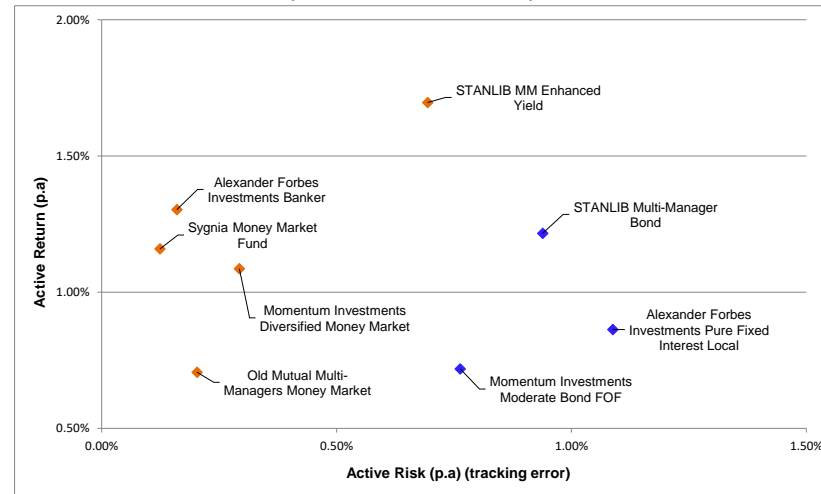 2.00%
STANLIB MM Enhanced
Yield
1.50%
Alexander Forbes
Investments Banker
STANLIB Multi-Manager
Bond
Sygnia Money Market
Fund
Active Return (p.a)
1.00%
Momentum Investments
Diversified Money Market
Alexander Forbes
Investments Pure Fixed
Interest Local
Old Mutual Multi-
Managers Money Market
Momentum Investments
Moderate Bond FOF
0.50%
0.00%
0.50%
1.00%
1.50%
Active Risk (p.a) (tracking error)